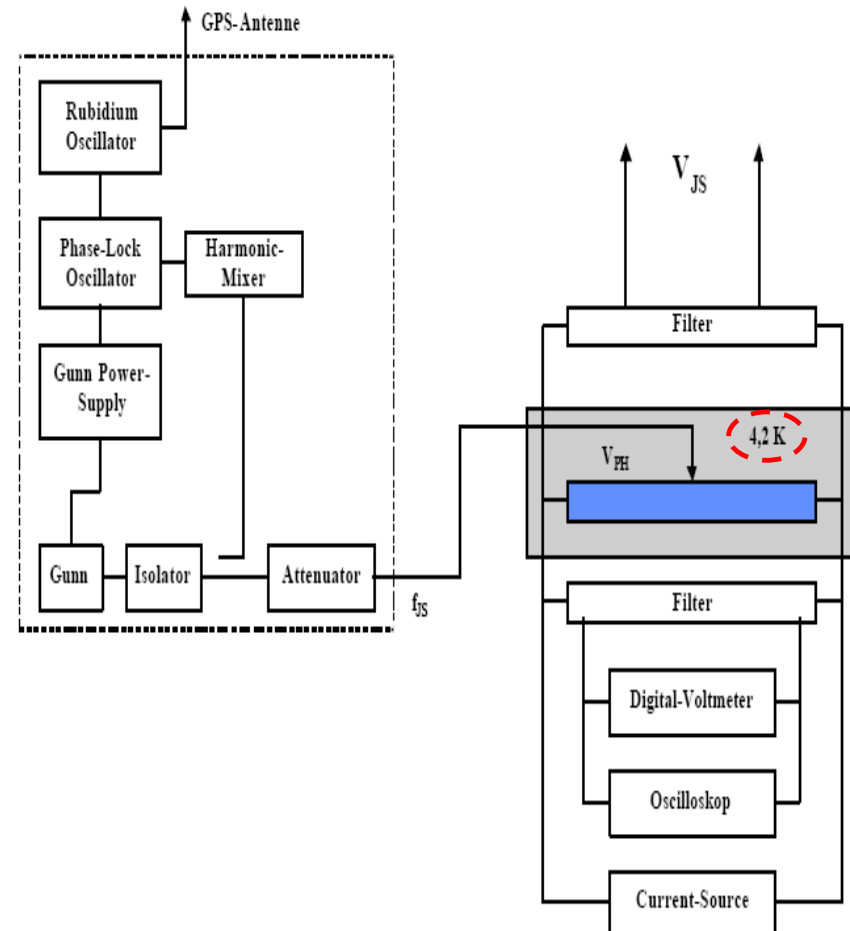 GPS-Antenne
Rubidium
Oscillator
Phase-Lock
Oscillator
Harmonic-
Mixer
Gunn Power-
Supply
Gunn
Isolator
Attenuator
fJS
VJS
Filter
4,2 K
VPH
Filter
Digital-Voltmeter
Oscilloskop
Current-Source